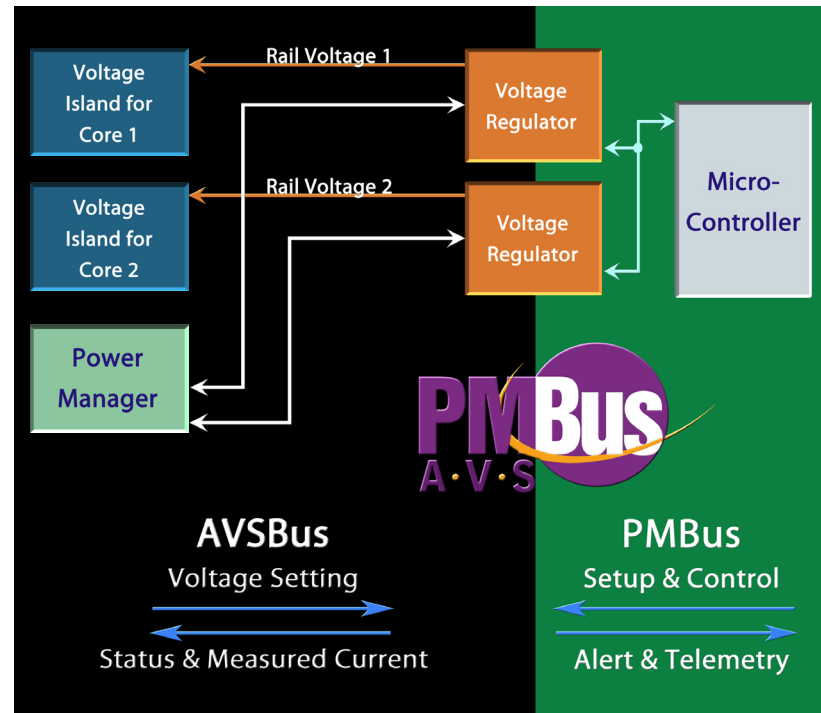 Rail Voltage 1
Voltage
Island for
Core 1
Voltage
Regulator
Micro-
Controller
Rail Voltage 2
Voltage
Island for
Core 2
Voltage
Regulator
Power
Manager
PMBus
A·V·S
AVSBus
Voltage Setting
Status & Measured Current
PMBus
Setup & Control
Alert & Telemetry